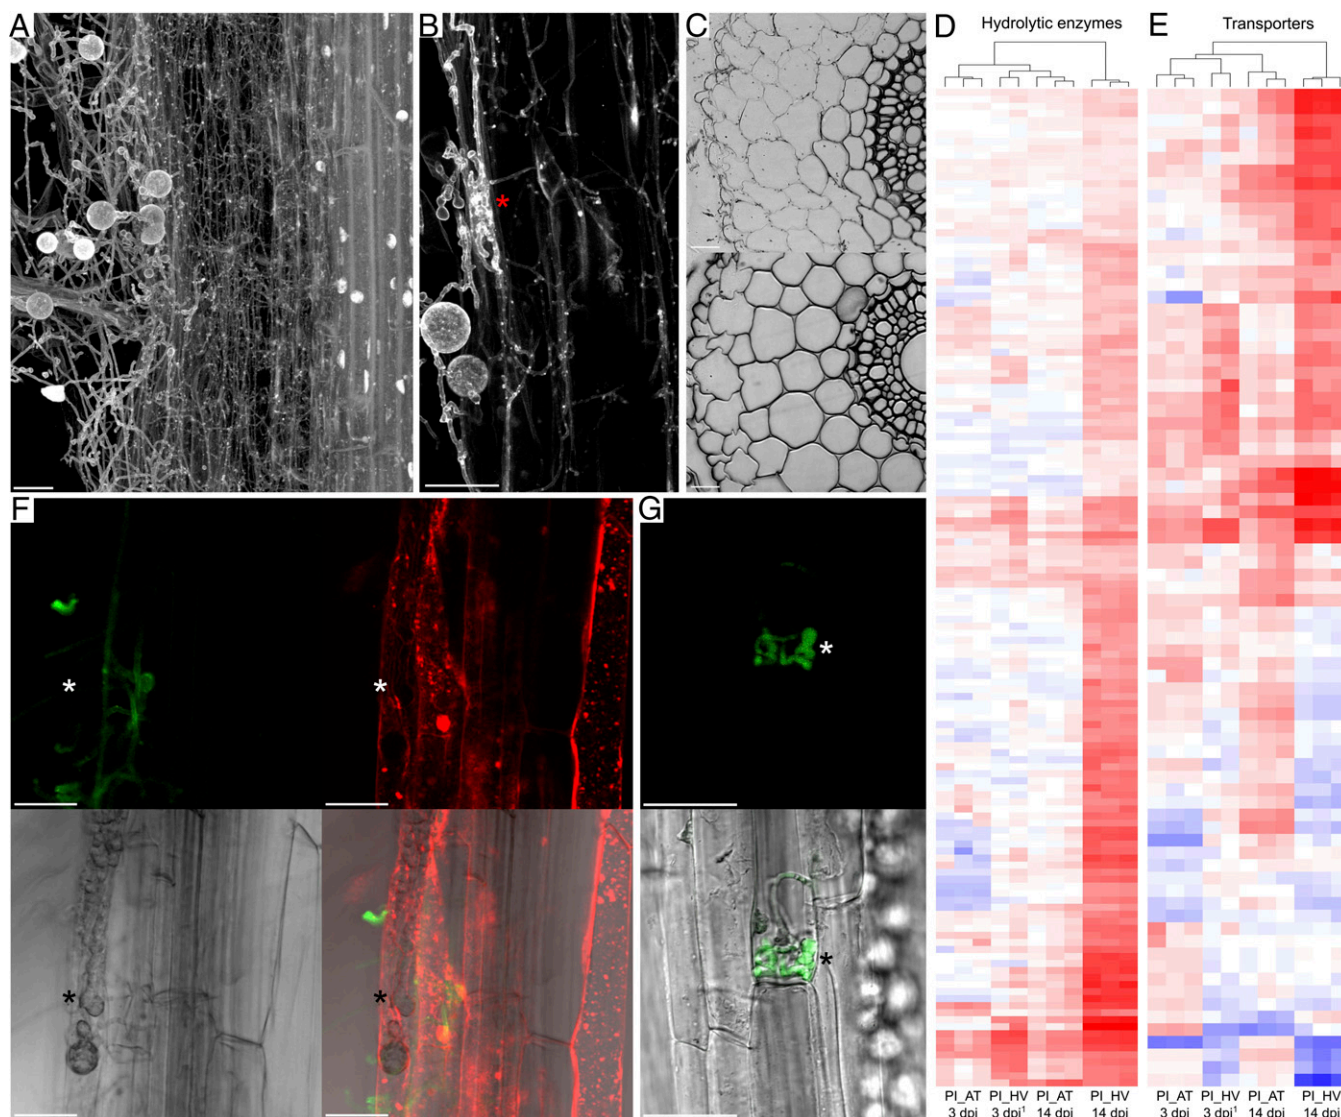 A
B
C
D
Hydrolytic enzymes
E
Transporters
F
G
PI_AT PI_HV PI_AT PI_HV
3 dpi 3 dpi¹ 14 dpi 14 dpi
PI_AT PI_HV PI_AT PI_HV
3 dpi 3 dpi¹ 14 dpi 14 dpi